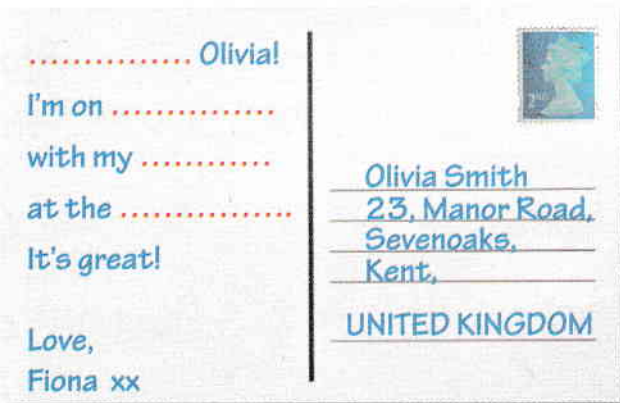 ............... Olivia!
I'm on ...............
with my ............
at the ................
It's great!
Love,
Fiona xx
2ND
Olivia Smith
23, Manor Road,
Sevenoaks,
Kent,
UNITED KINGDOM